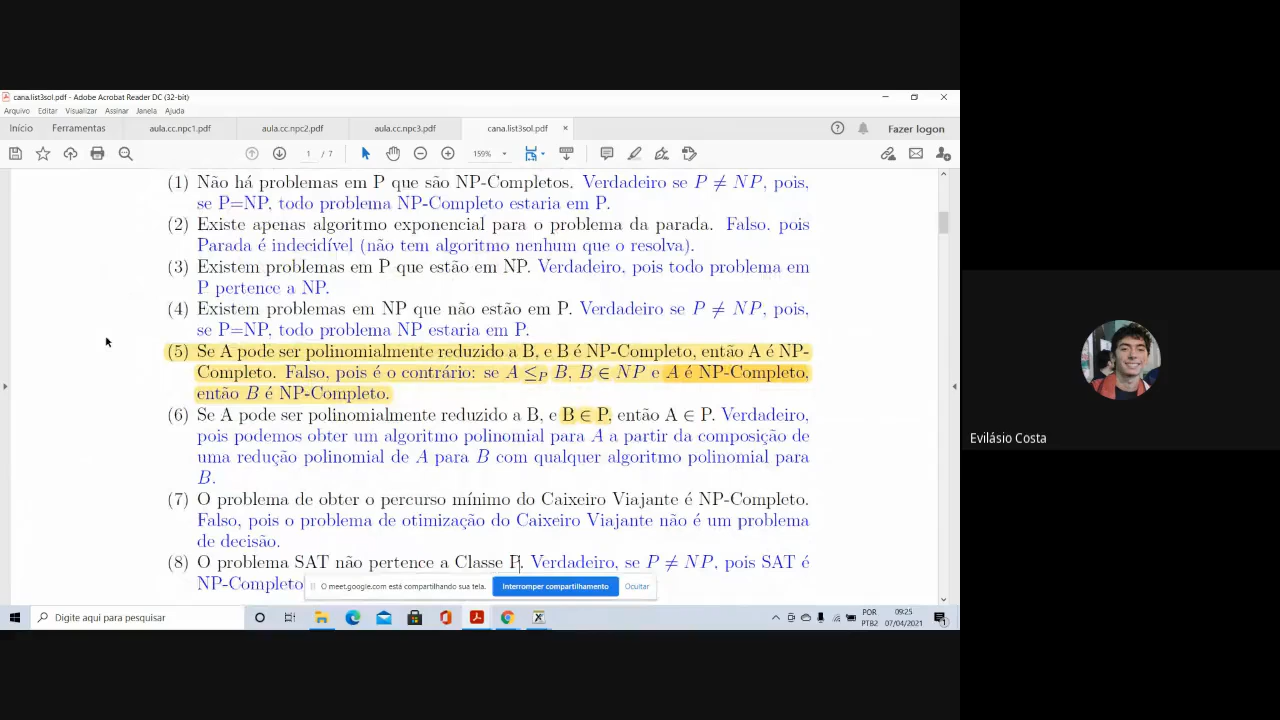 cana.list3sol.pdf - Adobe Acrobat Reader DC (32-bit)
Arquivo Editar Visualizar Assinar Janela Ajuda
Início Ferramentas aula.cc.npc1.pdf aula.cc.npc2.pdf aula.cc.npc3.pdf cana.list3sol.pdf × Fazer logon
1 / 7 159%
(1) Não há problemas em P que são NP-Completos. Verdadeiro se P ≠ NP, pois,
se P=NP, todo problema NP-Completo estaria em P.
(2) Existe apenas algoritmo exponencial para o problema da parada. Falso. pois
Parada é indecidível (não tem algoritmo nenhum que o resolva).
(3) Existem problemas em P que estão em NP. Verdadeiro, pois todo problema em
P pertence a NP.
(4) Existem problemas em NP que não estão em P. Verdadeiro se P ≠ NP, pois,
se P=NP, todo problema NP estaria em P.
(5) Se A pode ser polinomialmente reduzido a B, e B é NP-Completo, então A é NP-
Completo. Falso, pois é o contrário: se A ≤P B, B ∈ NP e A é NP-Completo,
então B é NP-Completo.
(6) Se A pode ser polinomialmente reduzido a B, e B ∈ P, então A ∈ P. Verdadeiro,
pois podemos obter um algoritmo polinomial para A a partir da composição de
uma redução polinomial de A para B com qualquer algoritmo polinomial para
B.
(7) O problema de obter o percurso mínimo do Caixeiro Viajante é NP-Completo.
Falso, pois o problema de otimização do Caixeiro Viajante não é um problema
de decisão.
(8) O problema SAT não pertence a Classe P. Verdadeiro, se P ≠ NP, pois SAT é
NP-Completo
O meet.google.com está compartilhando sua tela. Interromper compartilhamento Ocultar
Digite aqui para pesquisar
POR
PTB2
09:25
07/04/2021
Evilásio Costa